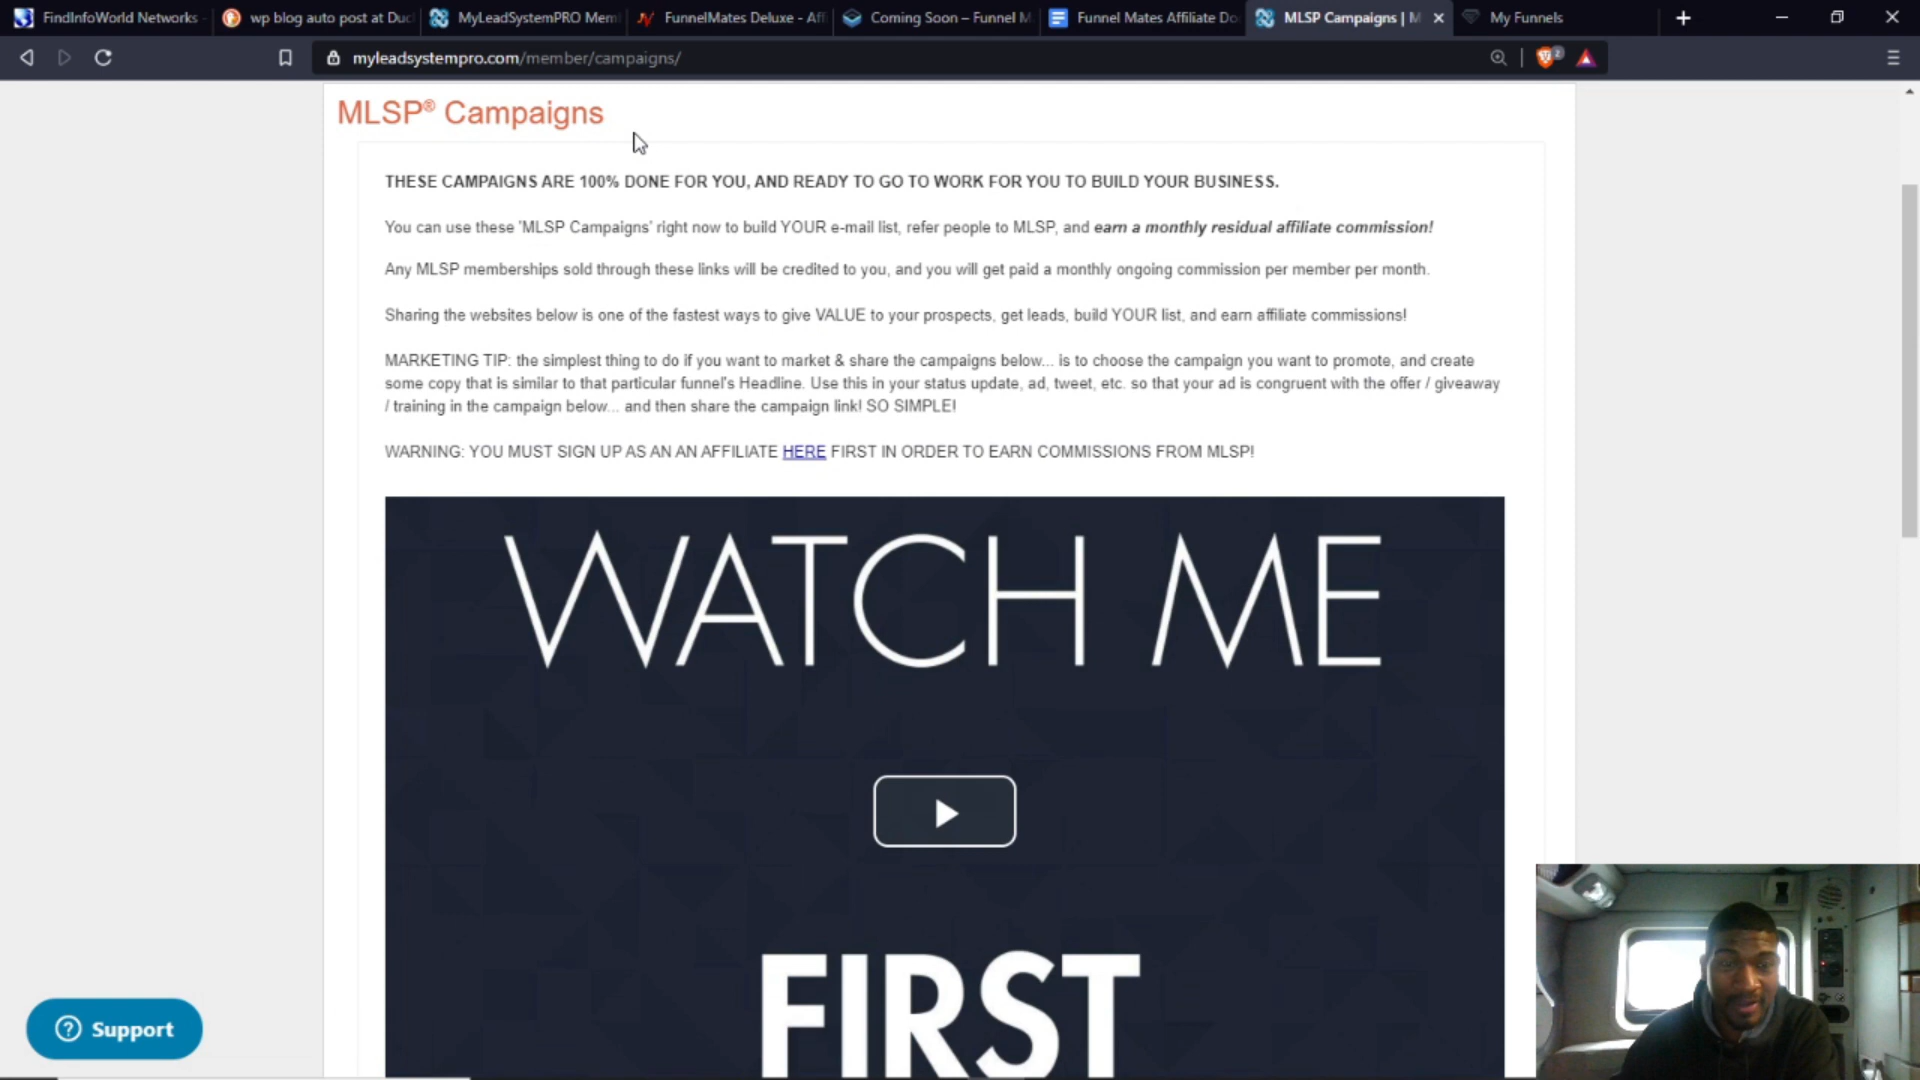 FindInfoWorld Networks
wp blog auto post at Duc
MyLeadSystemPRO Mem
FunnelMates Deluxe - Aff
Coming Soon – Funnel M
Funnel Mates Affiliate Do
MLSP Campaigns | M
My Funnels
myleadsystempro.com/member/campaigns/
2
MLSP® Campaigns
THESE CAMPAIGNS ARE 100% DONE FOR YOU, AND READY TO GO TO WORK FOR YOU TO BUILD YOUR BUSINESS.
You can use these 'MLSP Campaigns' right now to build YOUR e-mail list, refer people to MLSP, and earn a monthly residual affiliate commission!
Any MLSP memberships sold through these links will be credited to you, and you will get paid a monthly ongoing commission per member per month.
Sharing the websites below is one of the fastest ways to give VALUE to your prospects, get leads, build YOUR list, and earn affiliate commissions!
MARKETING TIP: the simplest thing to do if you want to market & share the campaigns below... is to choose the campaign you want to promote, and create
some copy that is similar to that particular funnel's Headline. Use this in your status update, ad, tweet, etc. so that your ad is congruent with the offer / giveaway
/ training in the campaign below... and then share the campaign link! SO SIMPLE!
WARNING: YOU MUST SIGN UP AS AN AN AFFILIATE HERE FIRST IN ORDER TO EARN COMMISSIONS FROM MLSP!
WATCH ME
FIRST
Support